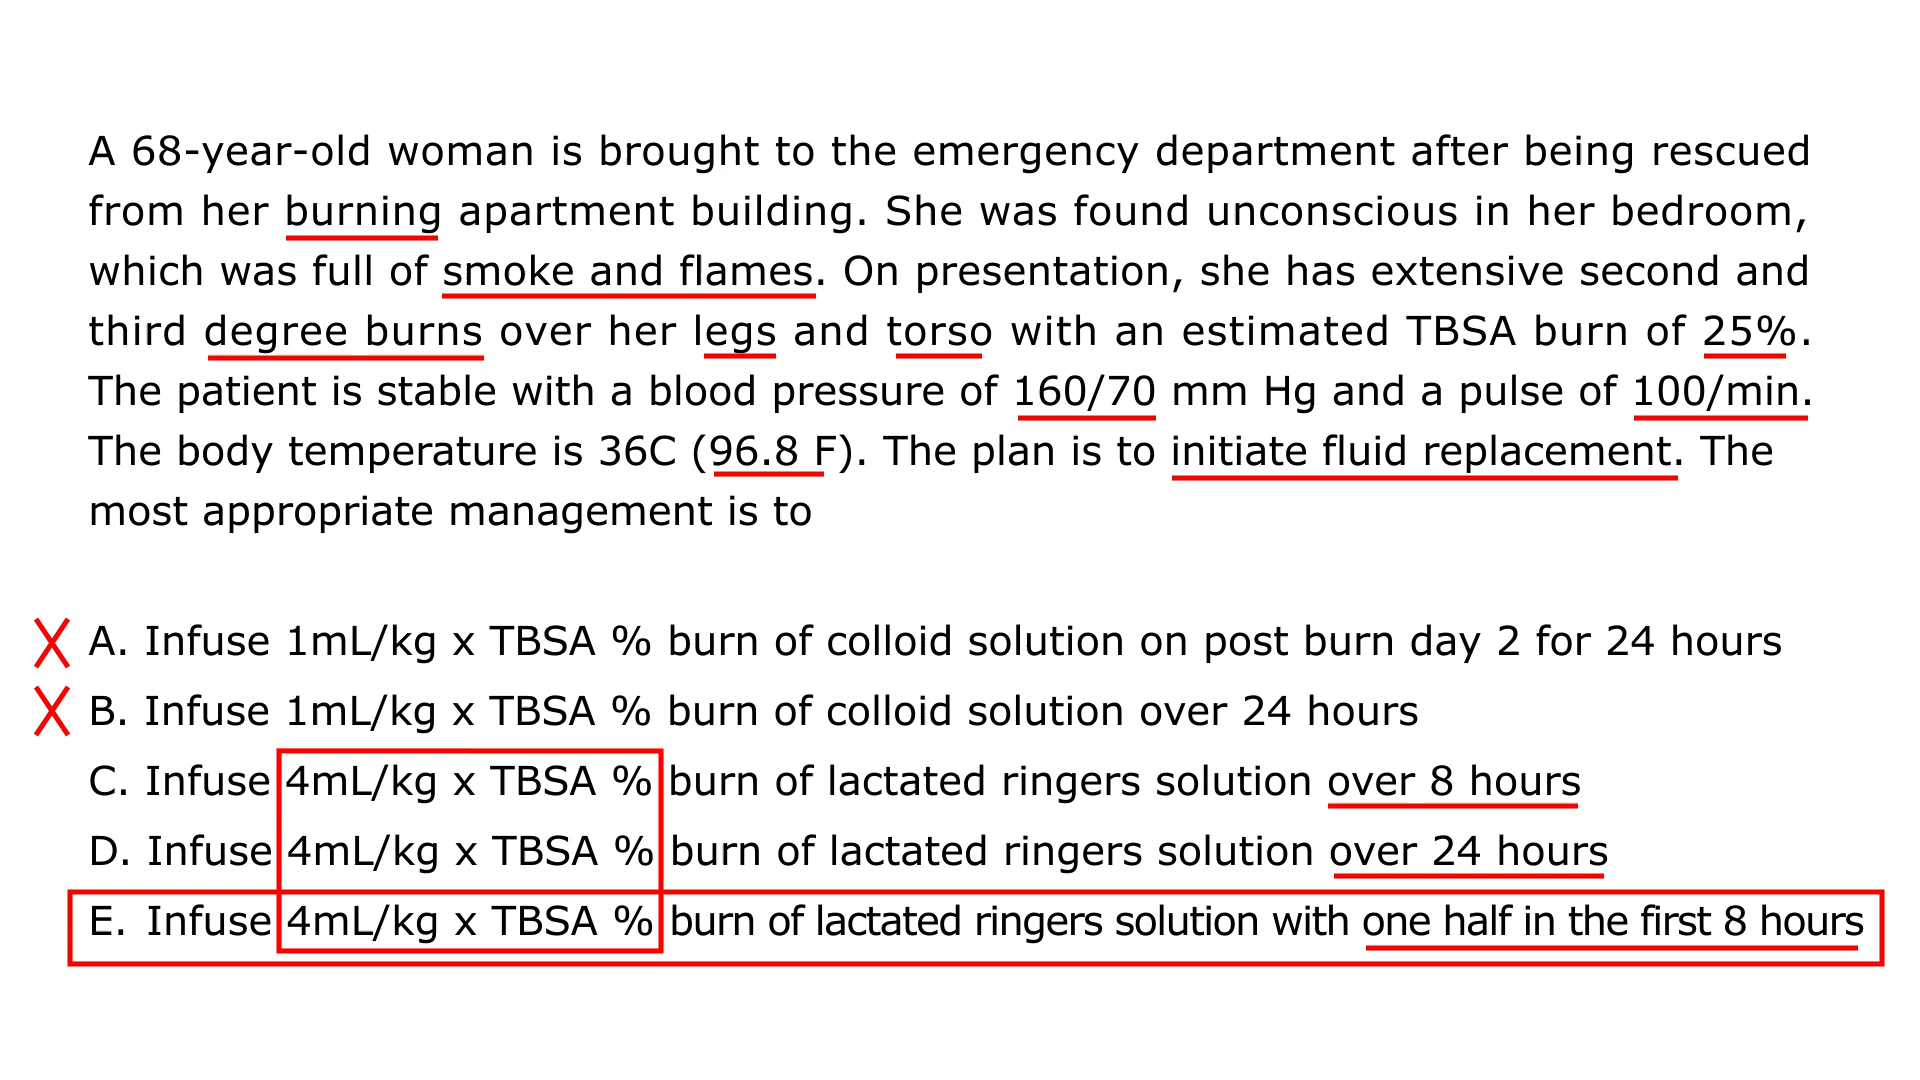 A 68-year-old woman is brought to the emergency department after being rescued
from her burning apartment building. She was found unconscious in her bedroom,
which was full of smoke and flames. On presentation, she has extensive second and
third degree burns over her legs and torso with an estimated TBSA burn of 25%.
The patient is stable with a blood pressure of 160/70 mm Hg and a pulse of 100/min.
The body temperature is 36C (96.8 F). The plan is to initiate fluid replacement. The
most appropriate management is to
A. Infuse 1mL/kg x TBSA % burn of colloid solution on post burn day 2 for 24 hours
B. Infuse 1mL/kg x TBSA % burn of colloid solution over 24 hours
C. Infuse 4mL/kg x TBSA % burn of lactated ringers solution over 8 hours
D. Infuse 4mL/kg x TBSA % burn of lactated ringers solution over 24 hours
E. Infuse 4mL/kg x TBSA % burn of lactated ringers solution with one half in the first 8 hours